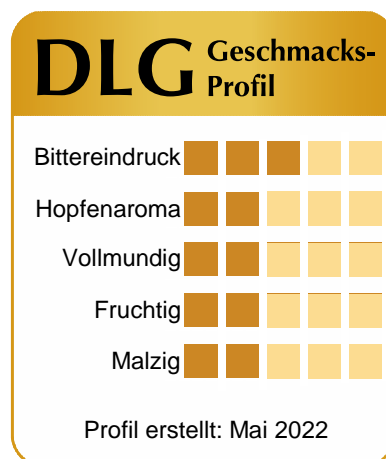 DLG Geschmacks-
Profil
Bittereindruck
Hopfenaroma
Vollmundig
Fruchtig
Malzig
Profil erstellt: Mai 2022